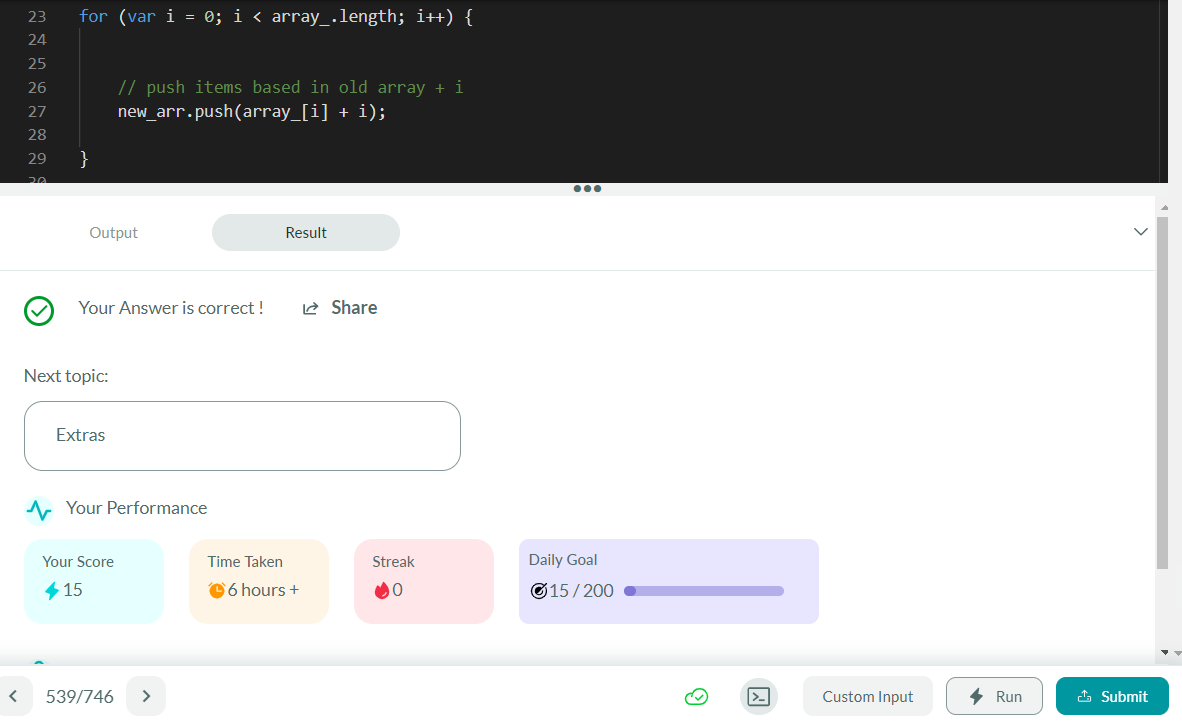 23 for (var i = 0; i < array_.length; i++) {
24
25
26 // push items based in old array + i
27 new_arr.push(array_[i] + i);
28
29 }
30
Output Result
Your Answer is correct ! Share
Next topic:
Extras
Your Performance
Your Score
15
Time Taken
6 hours +
Streak
0
Daily Goal
15 / 200
539/746 Custom Input Run Submit